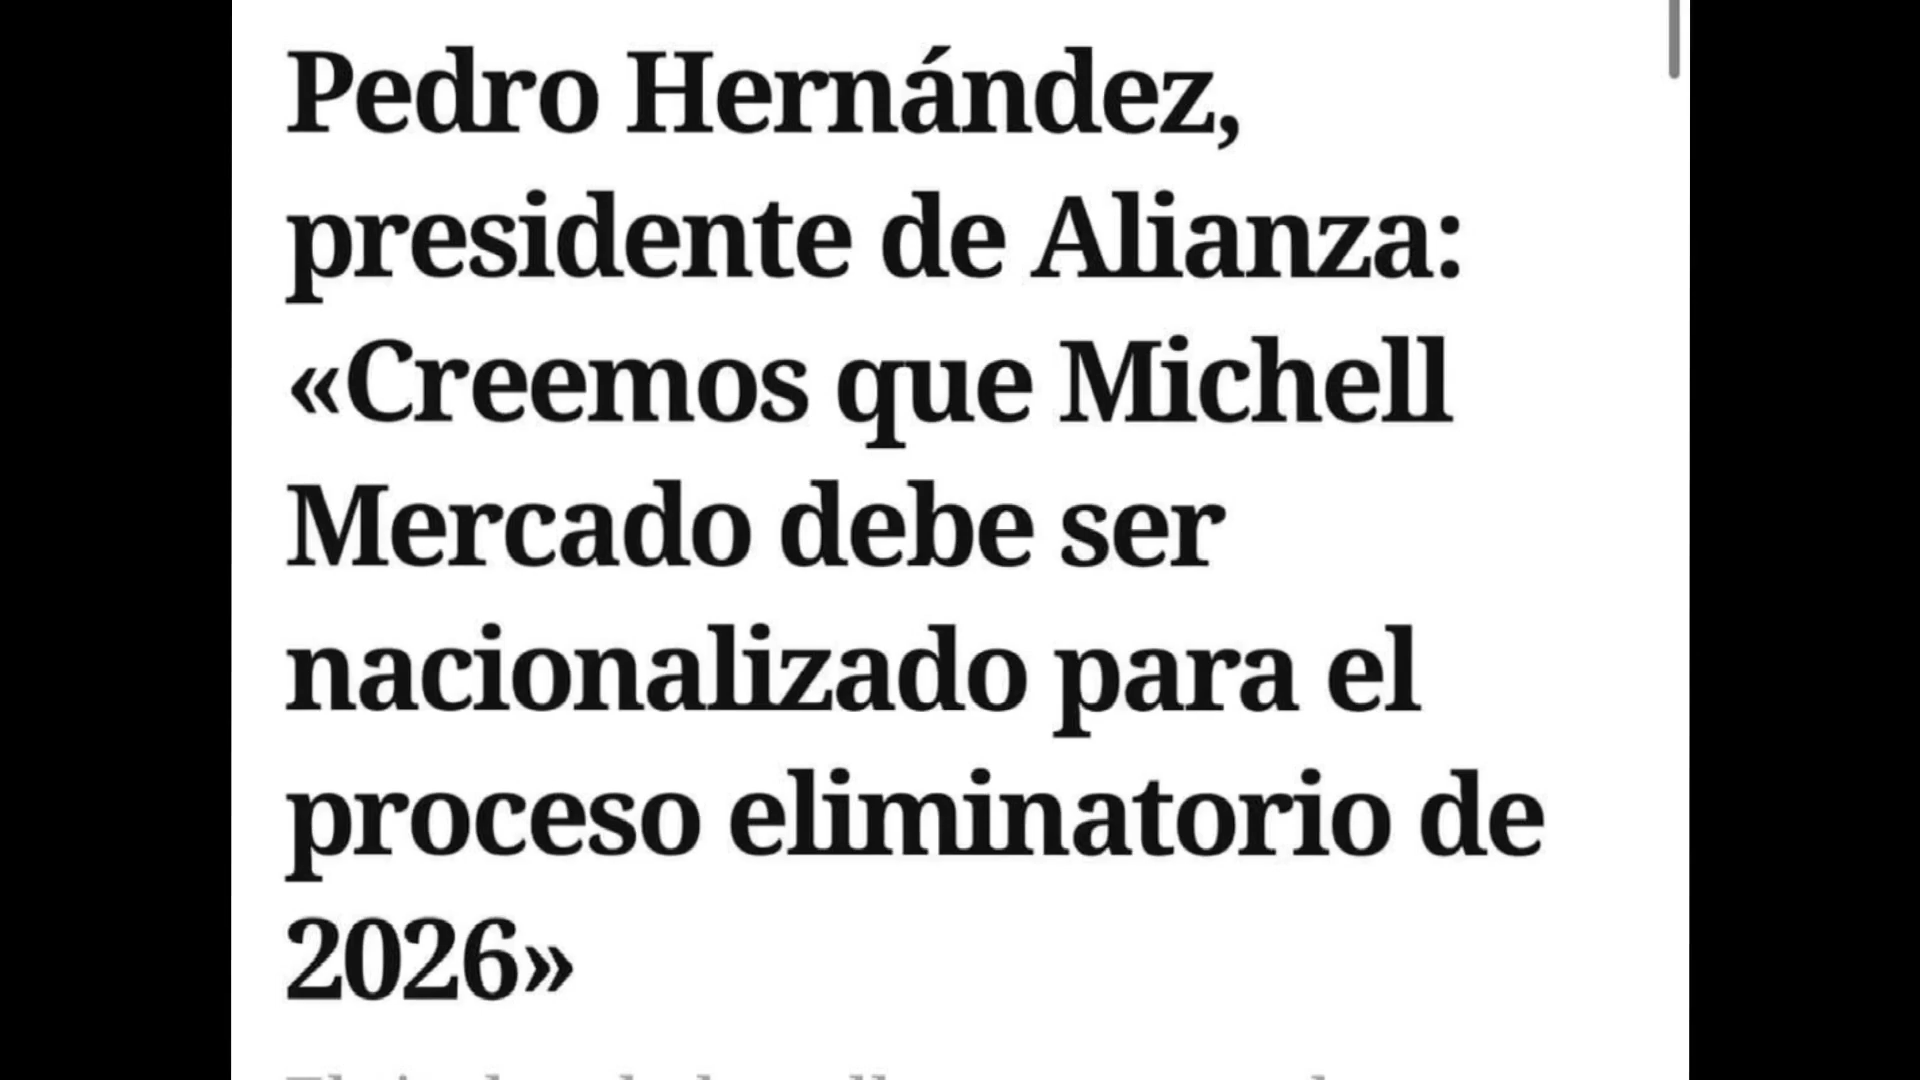 Pedro Hernández,
presidente de Alianza:
«Creemos que Michell
Mercado debe ser
nacionalizado para el
proceso eliminatorio de
2026»